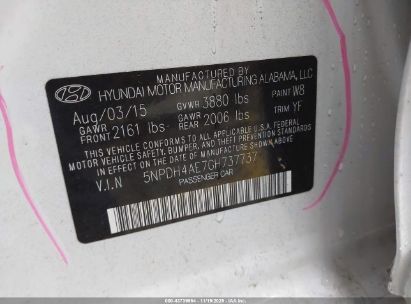 MANUFACTURED BY
HYUNDAI MOTOR MANUFACTURING ALABAMA, LLC
Aug/03/15 GVWR 3880 lbs PAINT W8
GAWR FRONT 2161 lbs GAWR REAR 2006 lbs TRIM YF
THIS VEHICLE CONFORMS TO ALL APPLICABLE U.S. FEDERAL
MOTOR VEHICLE SAFETY, BUMPER, AND THEFT PREVENTION STANDARDS
IN EFFECT ON THE DATE OF MANUFACTURE SHOWN ABOVE.
V.I.N 5NPDH4AE7GH737737
PASSENGER CAR